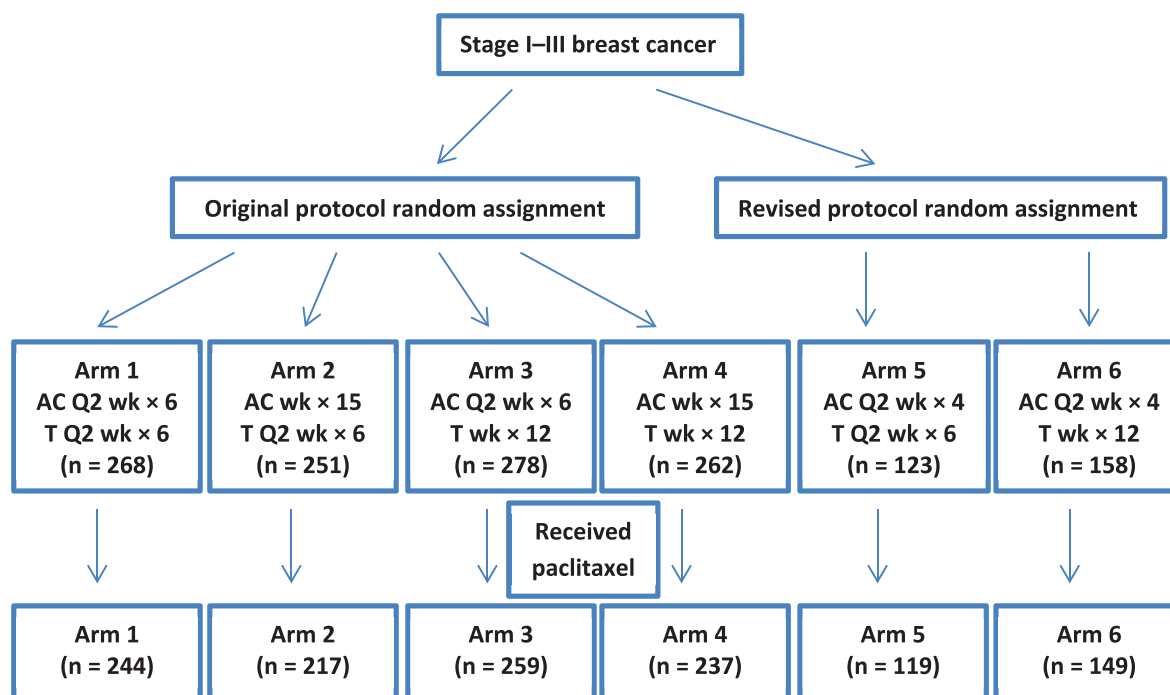 Stage I–III breast cancer
Original protocol random assignment
Revised protocol random assignment
Arm 1
AC Q2 wk × 6
T Q2 wk × 6
(n = 268)
Arm 2
AC wk × 15
T Q2 wk × 6
(n = 251)
Arm 3
AC Q2 wk × 6
T wk × 12
(n = 278)
Arm 4
AC wk × 15
T wk × 12
(n = 262)
Arm 5
AC Q2 wk × 4
T Q2 wk × 6
(n = 123)
Arm 6
AC Q2 wk × 4
T wk × 12
(n = 158)
Received
paclitaxel
Arm 1
(n = 244)
Arm 2
(n = 217)
Arm 3
(n = 259)
Arm 4
(n = 237)
Arm 5
(n = 119)
Arm 6
(n = 149)